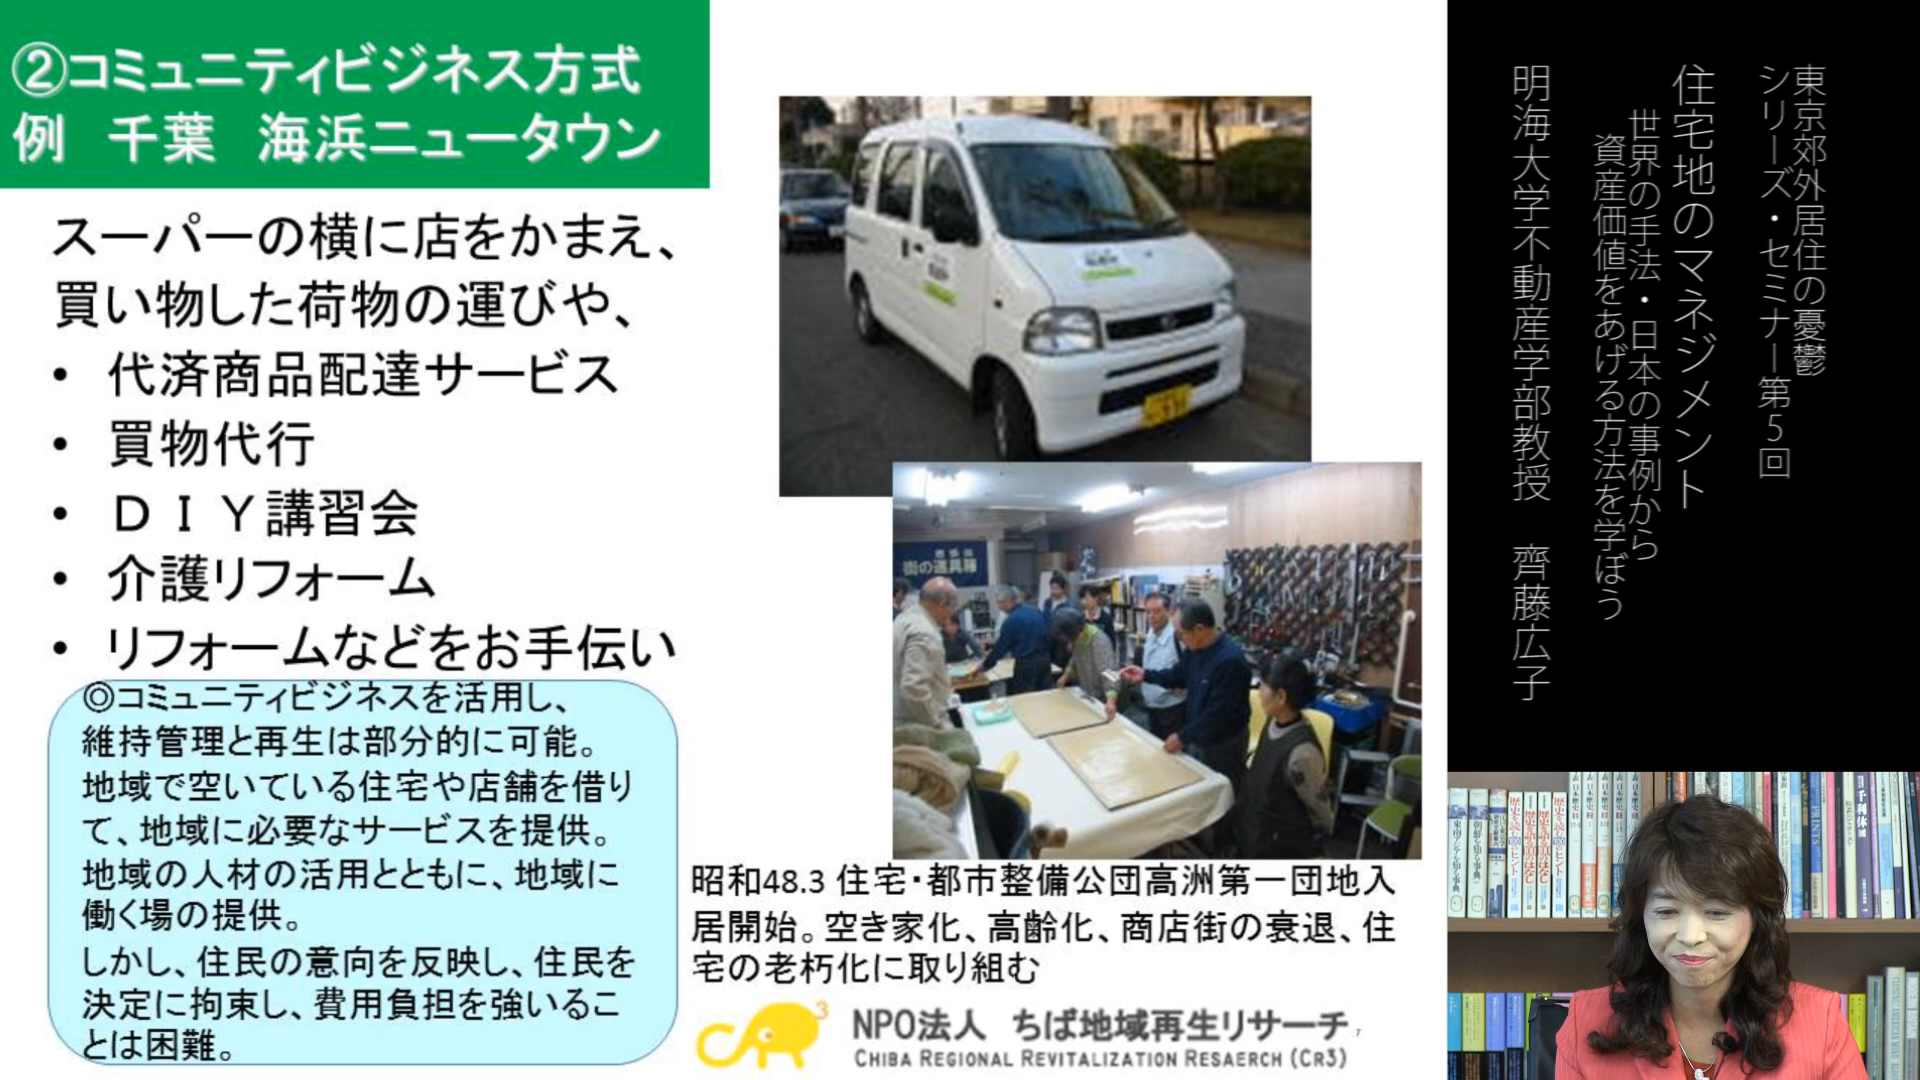 ②コミュニティビジネス方式
例　千葉　海浜ニュータウン
スーパーの横に店をかまえ、
買い物した荷物の運びや、
• 代済商品配達サービス
• 買物代行
• ＤＩＹ講習会
• 介護リフォーム
• リフォームなどをお手伝い
◎コミュニティビジネスを活用し、
維持管理と再生は部分的に可能。
地域で空いている住宅や店舗を借り
て、地域に必要なサービスを提供。
地域の人材の活用とともに、地域に
働く場の提供。
しかし、住民の意向を反映し、住民を
決定に拘束し、費用負担を強いるこ
とは困難。
街の道具箱
昭和48.3 住宅・都市整備公団高洲第一団地入
居開始。空き家化、高齢化、商店街の衰退、住
宅の老朽化に取り組む
3
NPO法人　ちば地域再生リサーチ
CHIBA REGIONAL REVITALIZATION RESAERCH (CR3)
7
東京郊外居住の憂鬱
シリーズ・セミナー第5回
住宅地のマネジメント
世界の手法・日本の事例から
資産価値をあげる方法を学ぼう
明海大学不動産学部教授　齊藤広子
千利休
PRINTS